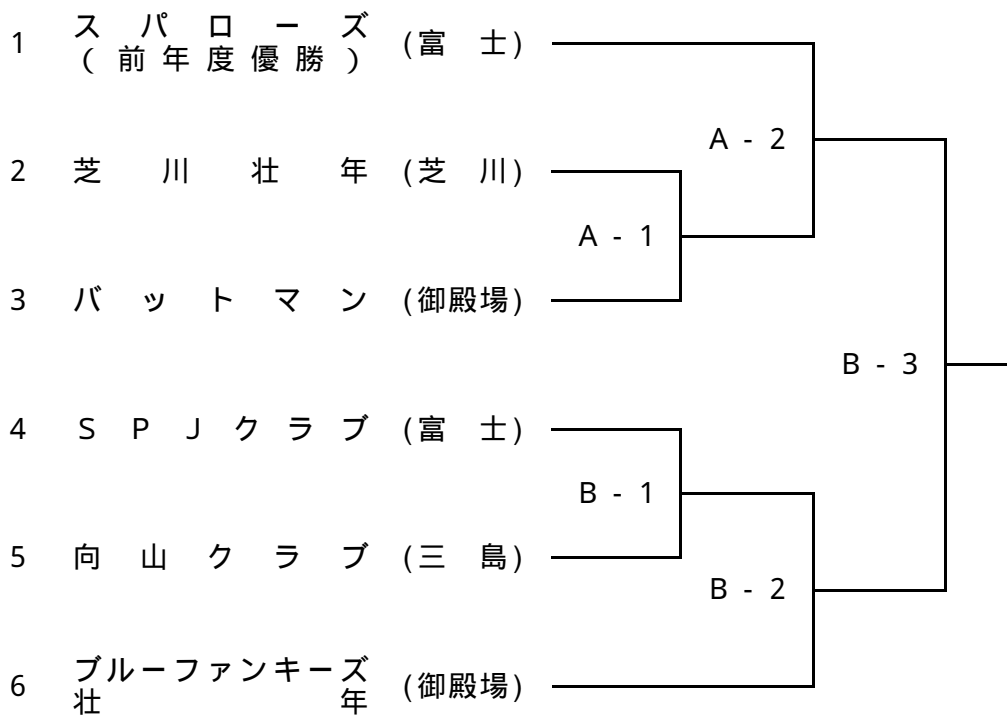 1 スパローズ (富士)
(前年度優勝)
A - 2
2 芝川壮年 (芝川)
A - 1
3 バットマン (御殿場)
B - 3
4 SPJクラブ (富士)
B - 1
5 向山クラブ (三島)
B - 2
6 ブルーファンキーズ (御殿場)
壮年